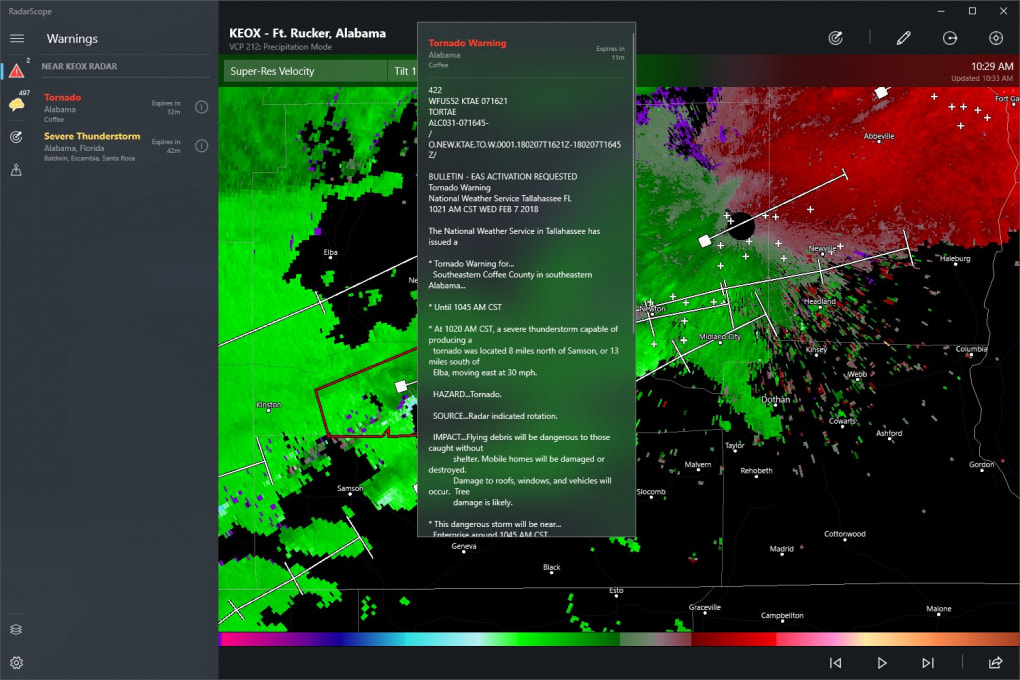 RadarScope
Warnings
2
NEAR KEOX RADAR
497
Tornado
Alabama
Coffee
Expires in
12m
Severe Thunderstorm
Alabama, Florida
Baldwin, Escambia, Santa Rosa
Expires in
42m
KEOX - Ft. Rucker, Alabama
VCP 212: Precipitation Mode
Super-Res Velocity
Tilt 1
10:29 AM
Updated 10:33 AM
Tornado Warning
Alabama
Coffee
Expires in
11m
422
WFUS52 KTAE 071621
TORTAE
ALC031-071645-
/
O.NEW.KTAE.TO.W.0001.180207T1621Z-180207T1645
Z/
BULLETIN - EAS ACTIVATION REQUESTED
Tornado Warning
National Weather Service Tallahassee FL
1021 AM CST WED FEB 7 2018
The National Weather Service in Tallahassee has
issued a
* Tornado Warning for...
Southeastern Coffee County in southeastern
Alabama...
* Until 1045 AM CST
* At 1020 AM CST, a severe thunderstorm capable of
producing a
tornado was located 8 miles north of Samson, or 13
miles south of
Elba, moving east at 30 mph.
HAZARD...Tornado.
SOURCE...Radar indicated rotation.
IMPACT...Flying debris will be dangerous to those
caught without
shelter. Mobile homes will be damaged or
destroyed.
Damage to roofs, windows, and vehicles will
occur. Tree
damage is likely.
* This dangerous storm will be near...
Enterprise around 1045 AM CST
Fort Ga
Abbeville
Elba
Ne
Newville
Haleburg
Newton
Headland
Midland City
Kinsey
Columbia
Webb
Kinston
Dothan
Cowarts
Ashford
Taylor
Malvern
Rehobeth
Gordon
Samson
Slocomb
Cottonwood
Geneva
Madrid
Black
Esto
Graceville
Campbellton
Malone